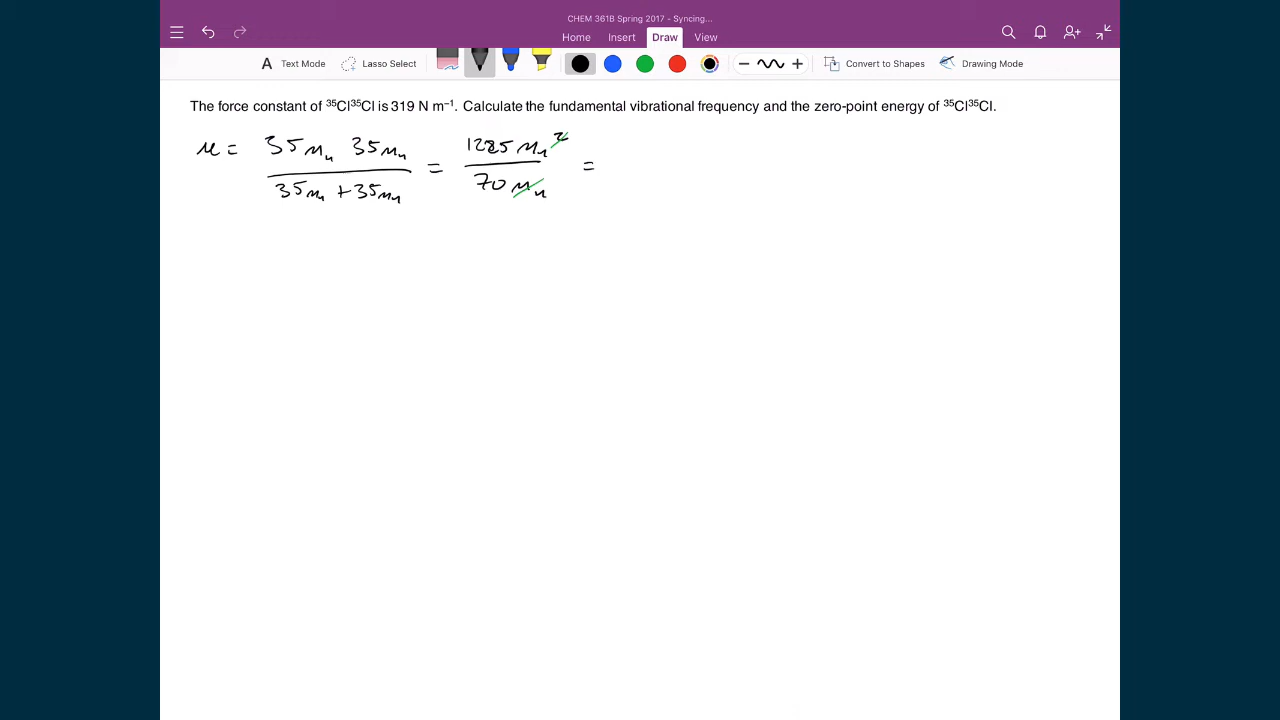 CHEM 361B Spring 2017 - Syncing...
Home Insert Draw View
A Text Mode Lasso Select Convert to Shapes Drawing Mode
The force constant of ³⁵Cl³⁵Cl is 319 N m⁻¹. Calculate the fundamental vibrational frequency and the zero-point energy of ³⁵Cl³⁵Cl.
μ = 35mᵤ 35mᵤ / 35mᵤ + 35mᵤ = 1225 mᵤ² / 70 mᵤ =